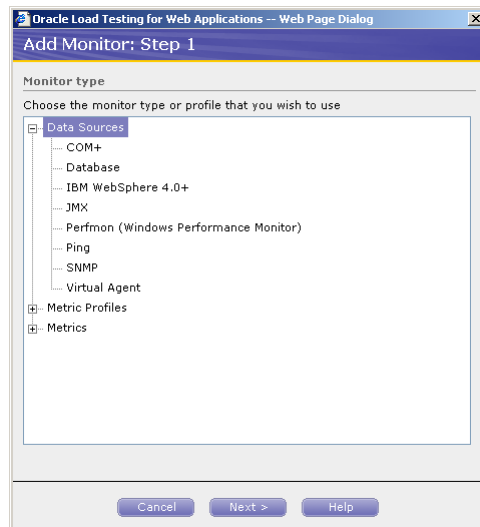 Oracle Load Testing for Web Applications -- Web Page Dialog
Add Monitor: Step 1
Monitor type
Choose the monitor type or profile that you wish to use
Data Sources
COM+
Database
IBM WebSphere 4.0+
JMX
Perfmon (Windows Performance Monitor)
Ping
SNMP
Virtual Agent
Metric Profiles
Metrics
Cancel Next > Help